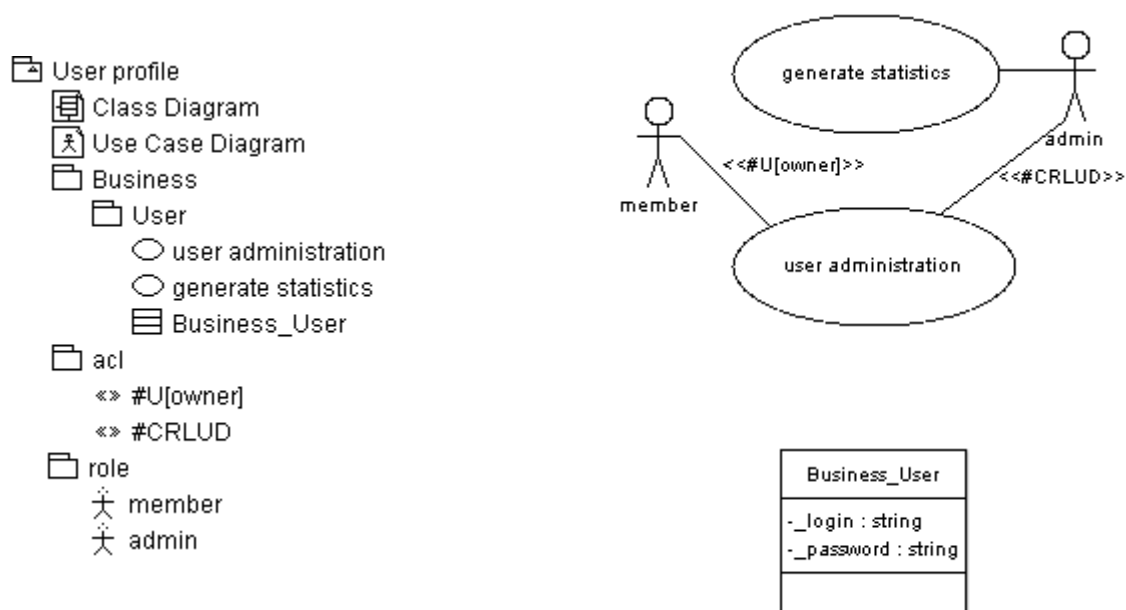 User profile
Class Diagram
Use Case Diagram
Business
User
user administration
generate statistics
Business_User
acl
«» #U[owner]
«» #CRLUD
role
member
admin
generate statistics
admin
<<#U[owner]>>
<<#CRLUD>>
member
user administration
Business_User
-_login : string
-_password : string